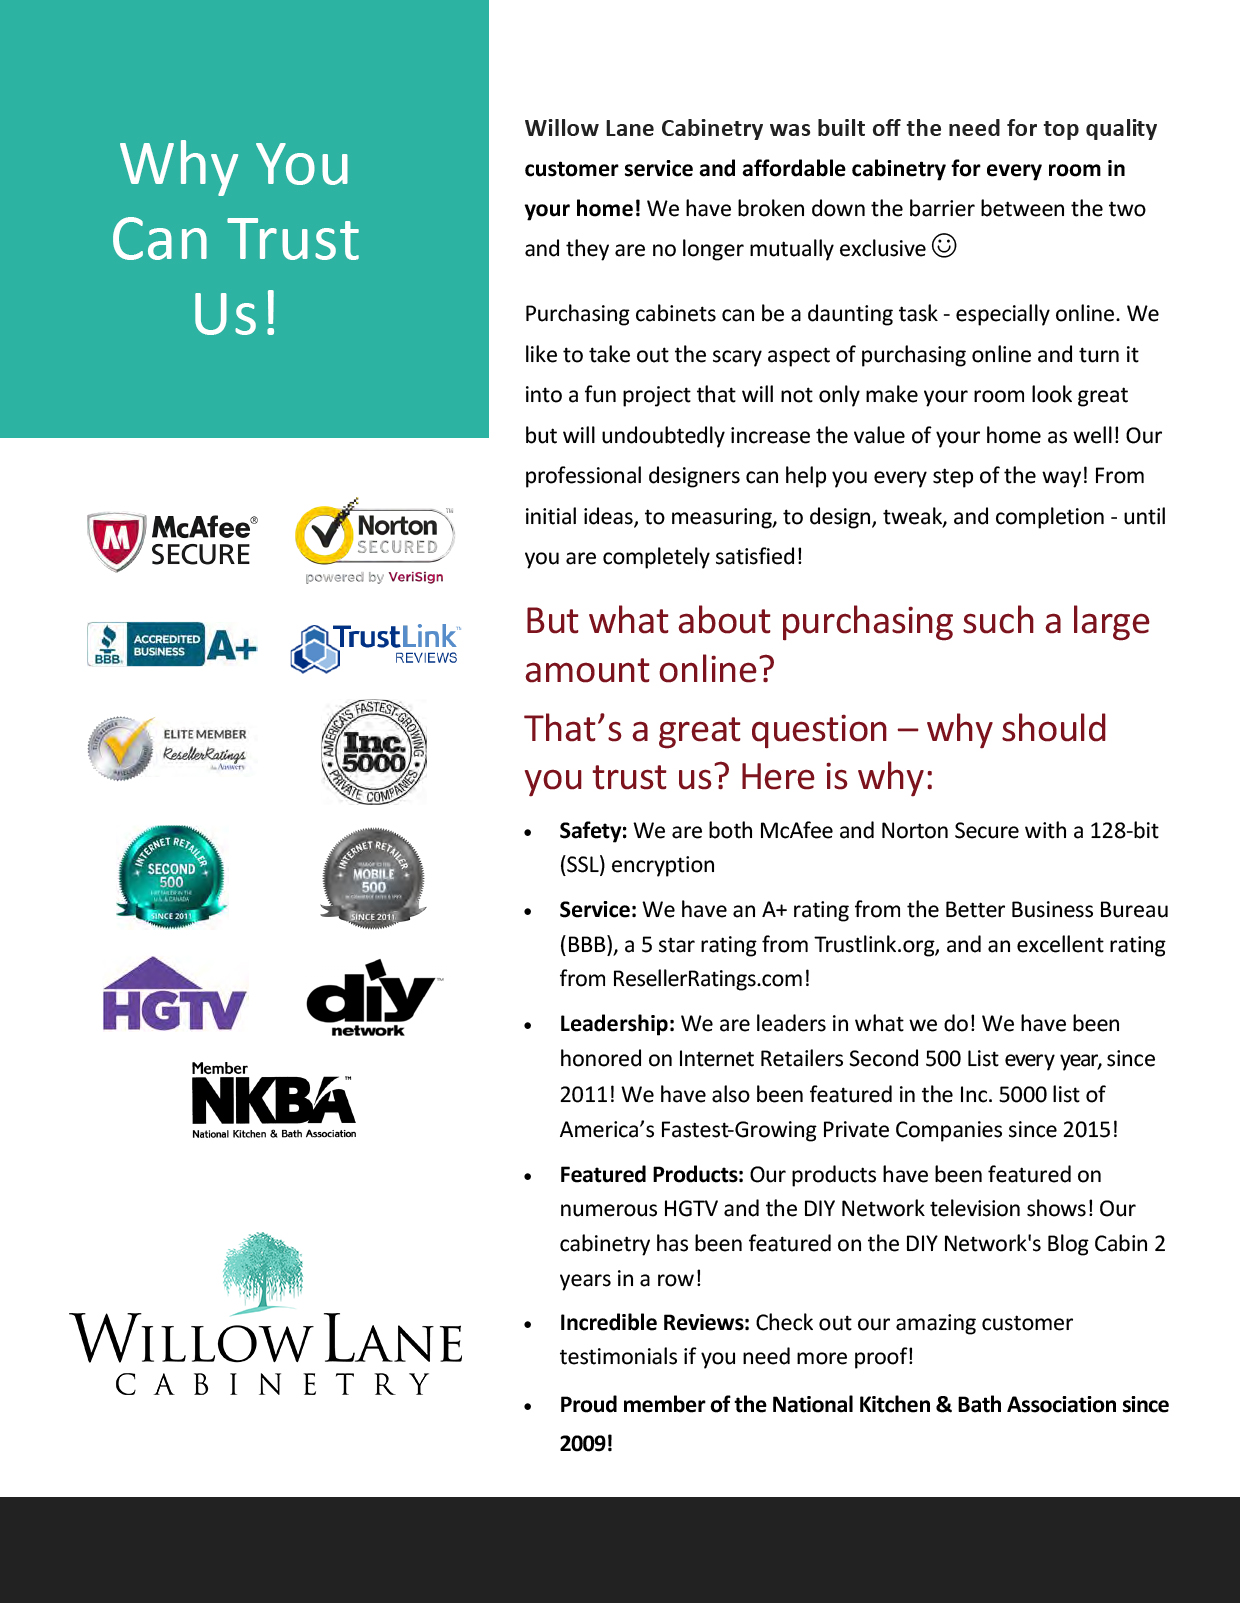 Why You
Can Trust
Us!
McAfee®
SECURE
Norton™
SECURED
powered by VeriSign
BBB.
ACCREDITED
BUSINESS
A+
TrustLink™
REVIEWS
ELITE MEMBER
ResellerRatings
Answers
AMERICA'S FASTEST-GROWING
Inc.
5000
PRIVATE COMPANIES
INTERNET RETAILER
SECOND
500
U.S. & CANADA
SINCE 2011
INTERNET RETAILER
MOBILE
500
SINCE 2011
HGTV
diy™
network
Member
NKBA™
National Kitchen & Bath Association
WILLOW LANE
CABINETRY
Willow Lane Cabinetry was built off the need for top quality
customer service and affordable cabinetry for every room in
your home! We have broken down the barrier between the two
and they are no longer mutually exclusive ☺
Purchasing cabinets can be a daunting task - especially online. We
like to take out the scary aspect of purchasing online and turn it
into a fun project that will not only make your room look great
but will undoubtedly increase the value of your home as well! Our
professional designers can help you every step of the way! From
initial ideas, to measuring, to design, tweak, and completion - until
you are completely satisfied!
But what about purchasing such a large
amount online?
That’s a great question – why should
you trust us? Here is why:
• Safety: We are both McAfee and Norton Secure with a 128-bit
(SSL) encryption
• Service: We have an A+ rating from the Better Business Bureau
(BBB), a 5 star rating from Trustlink.org, and an excellent rating
from ResellerRatings.com!
• Leadership: We are leaders in what we do! We have been
honored on Internet Retailers Second 500 List every year, since
2011! We have also been featured in the Inc. 5000 list of
America’s Fastest-Growing Private Companies since 2015!
• Featured Products: Our products have been featured on
numerous HGTV and the DIY Network television shows! Our
cabinetry has been featured on the DIY Network's Blog Cabin 2
years in a row!
• Incredible Reviews: Check out our amazing customer
testimonials if you need more proof!
• Proud member of the National Kitchen & Bath Association since
2009!